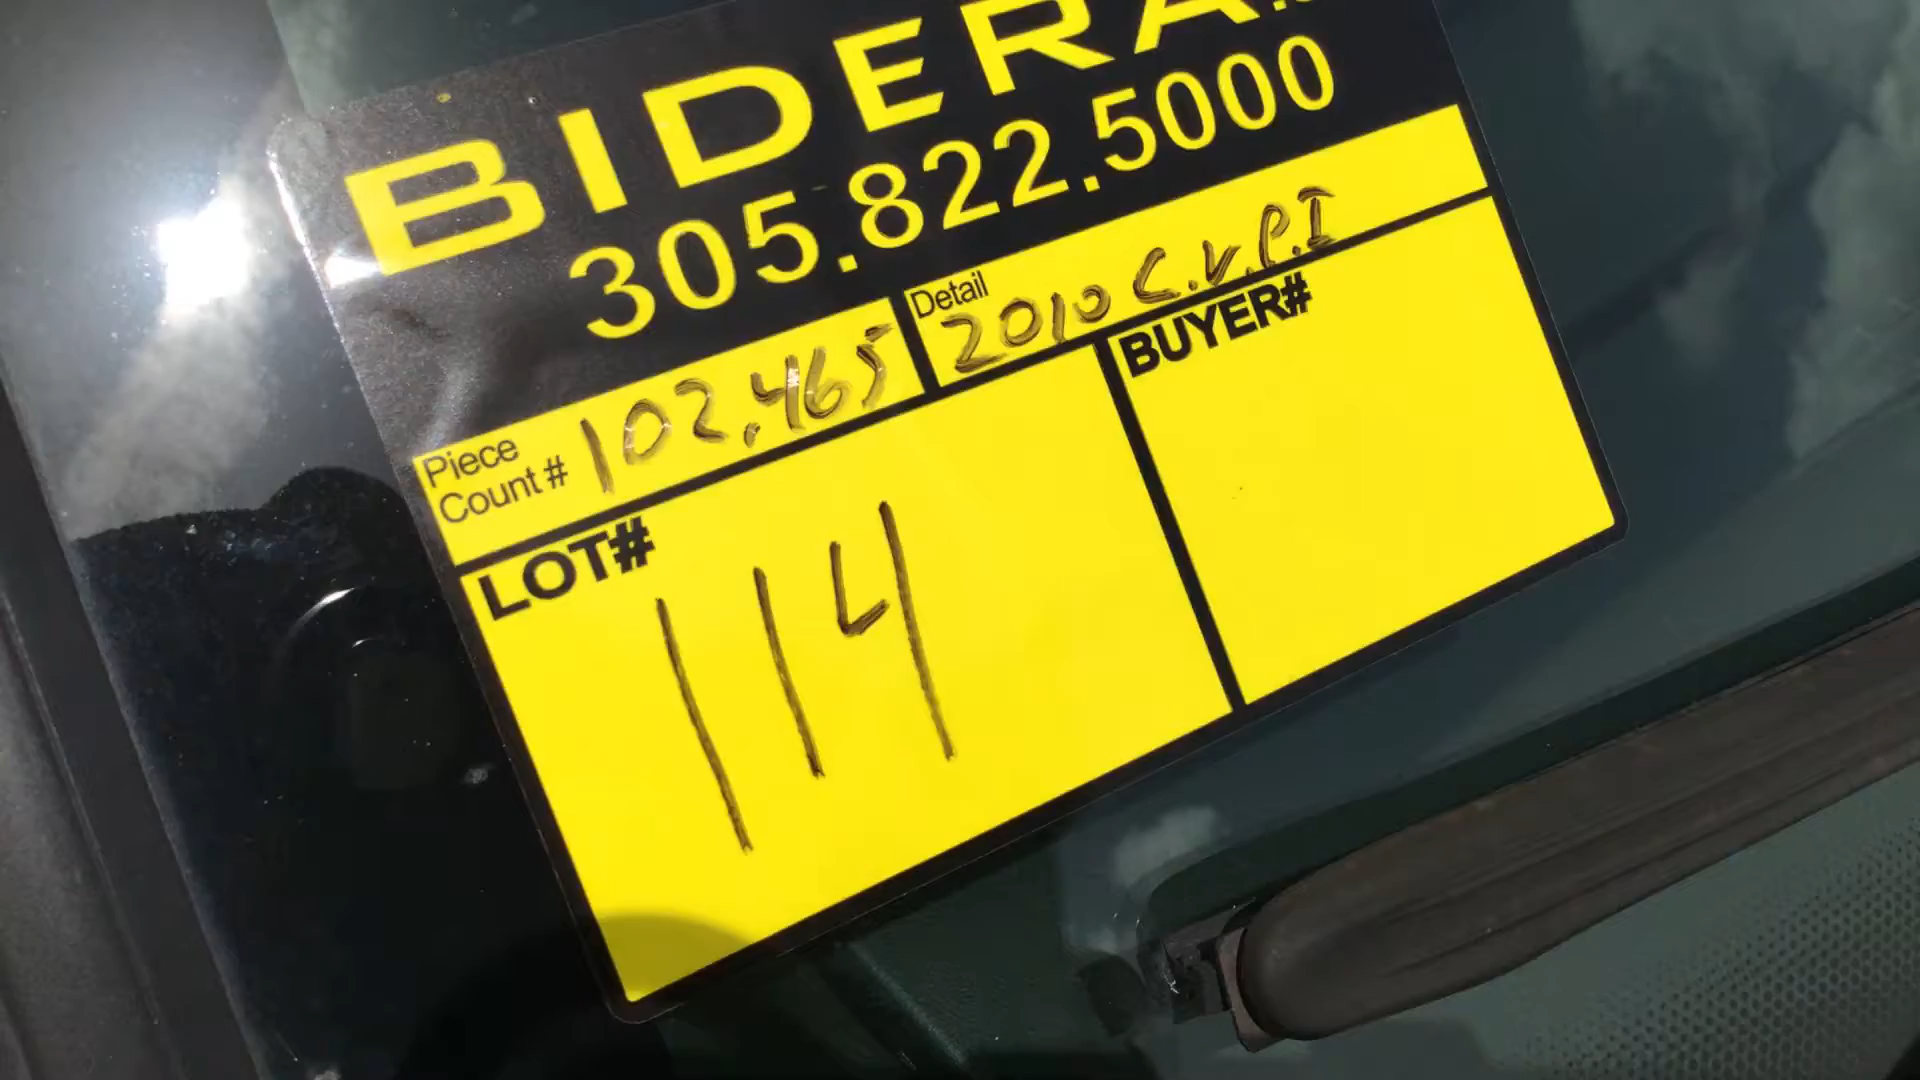 BIDERA
305.822.5000
Piece Count # 102,465
Detail 2010 C.V.P.I
LOT# 114
BUYER#